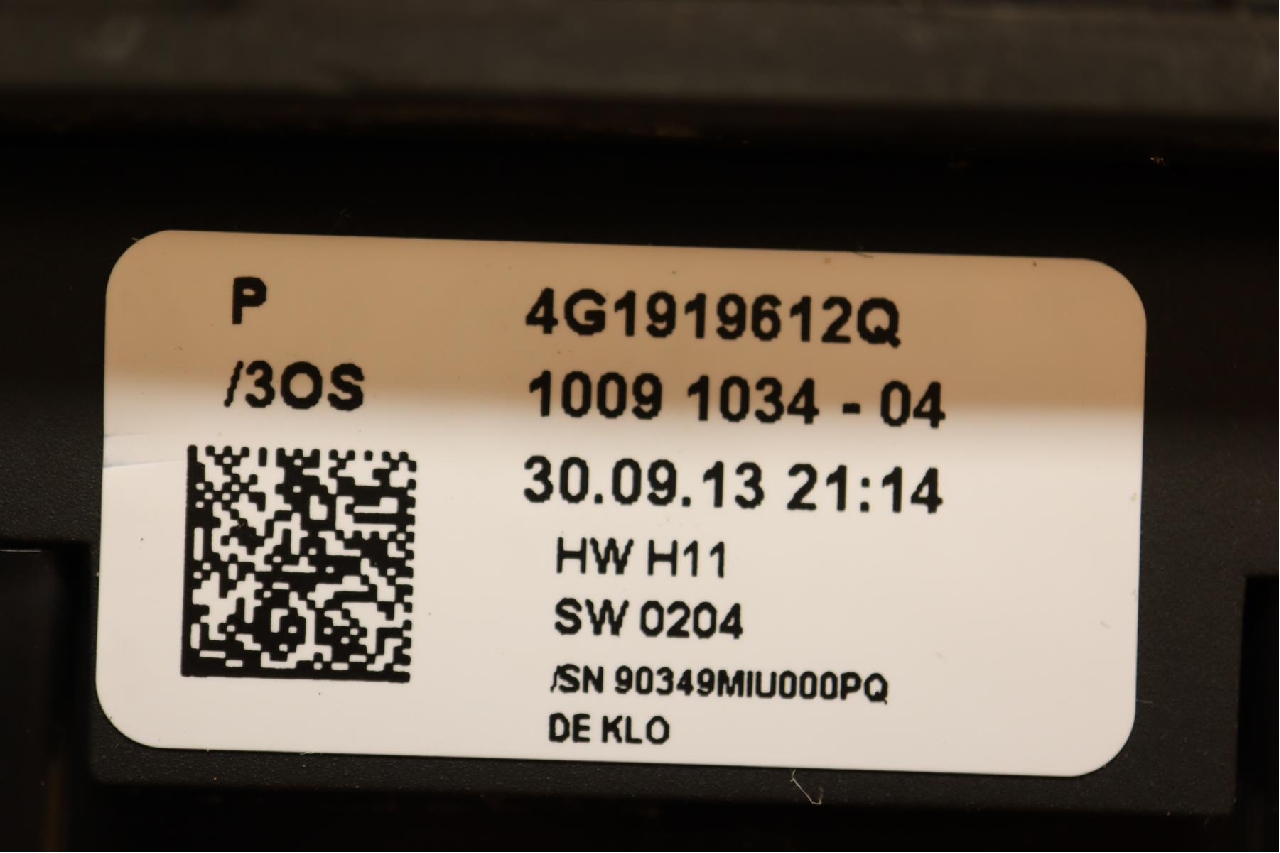 P 4G1919612Q
/3OS 1009 1034 - 04
30.09.13 21:14
HW H11
SW 0204
/SN 90349MIU000PQ
DE KLO